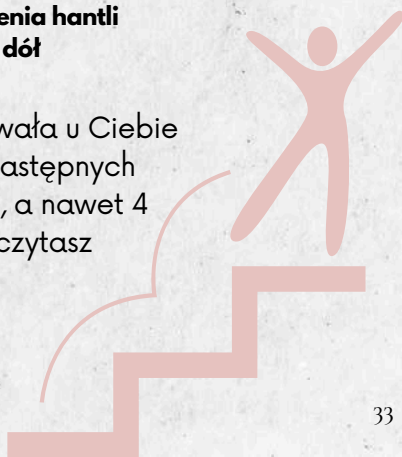 enia hantli
dół
wała u Ciebie
astępnych
, a nawet 4
czytasz
33